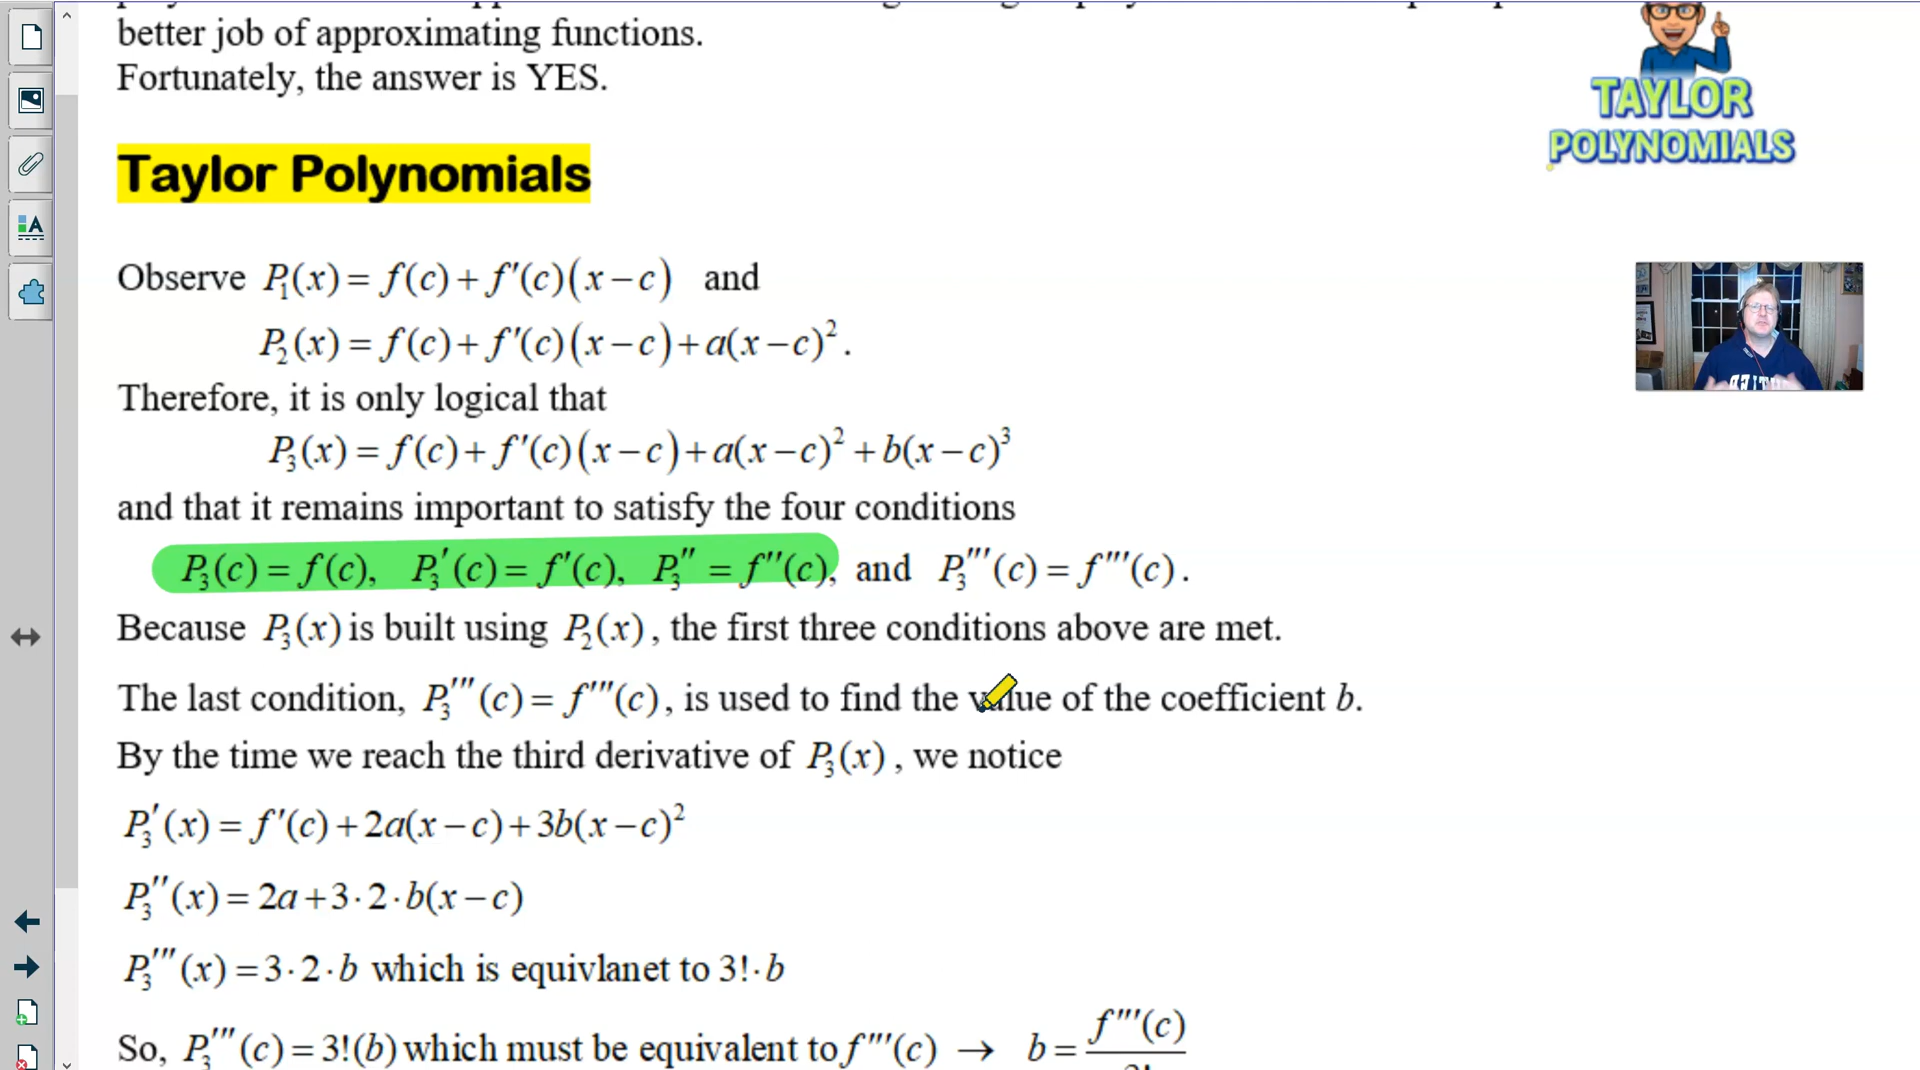 better job of approximating functions.
Fortunately, the answer is YES.
TAYLOR
POLYNOMIALS
Taylor Polynomials
Observe P₁(x) = f(c) + f′(c)(x − c) and
P₂(x) = f(c) + f′(c)(x − c) + a(x − c)².
Therefore, it is only logical that
P₃(x) = f(c) + f′(c)(x − c) + a(x − c)² + b(x − c)³
and that it remains important to satisfy the four conditions
P₃(c) = f(c), P₃′(c) = f′(c), P₃″ = f″(c), and P₃‴(c) = f‴(c).
Because P₃(x) is built using P₂(x), the first three conditions above are met.
The last condition, P₃‴(c) = f‴(c), is used to find the value of the coefficient b.
By the time we reach the third derivative of P₃(x), we notice
P₃′(x) = f′(c) + 2a(x − c) + 3b(x − c)²
P₃″(x) = 2a + 3·2·b(x − c)
P₃‴(x) = 3·2·b which is equivlanet to 3!·b
So, P₃‴(c) = 3!(b) which must be equivalent to f‴(c) → b = f‴(c)